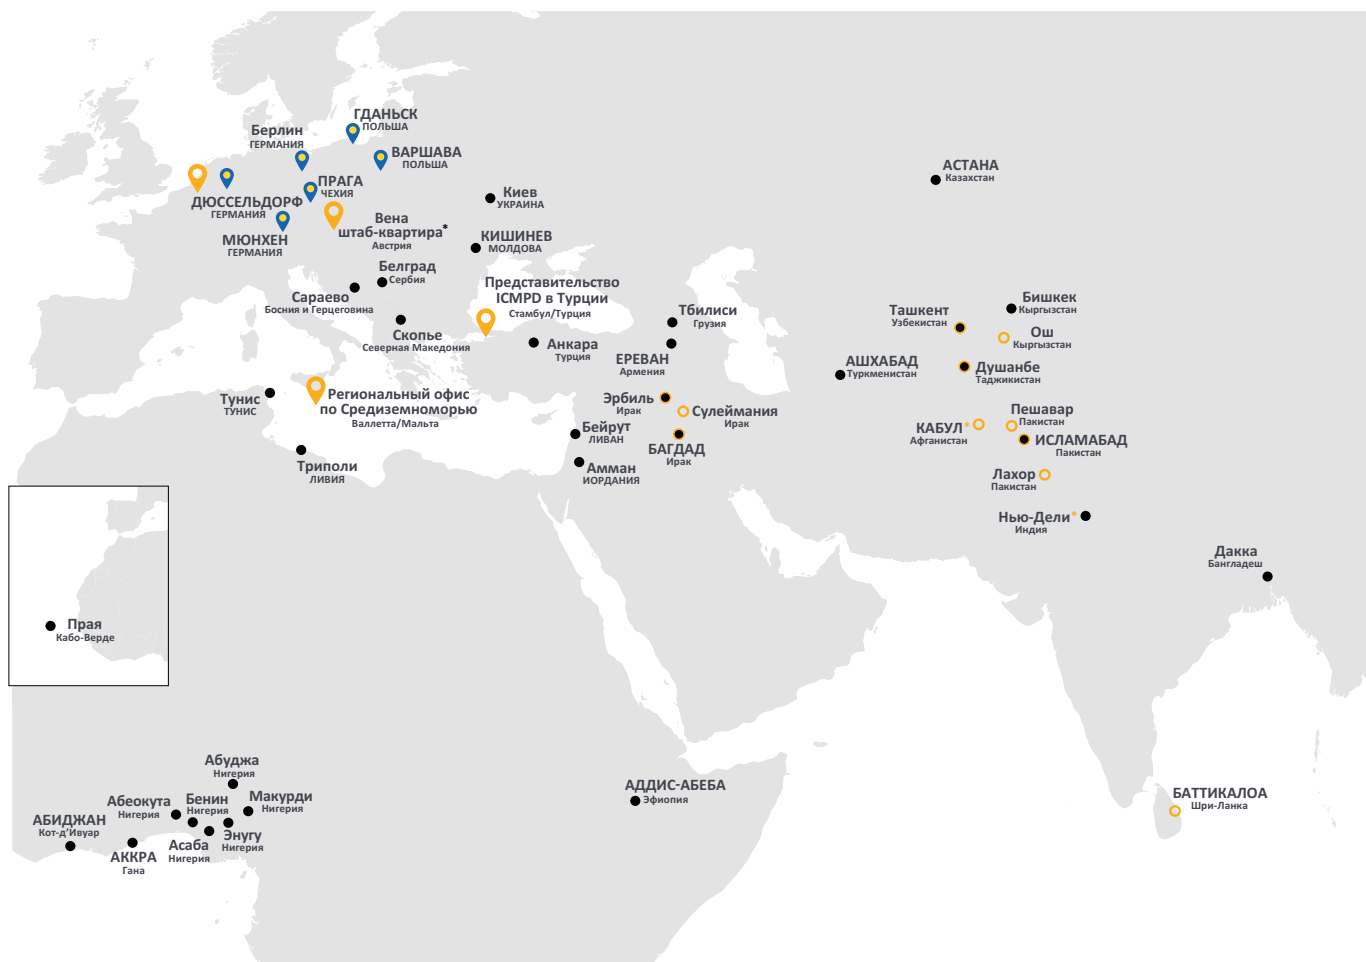 ГДАНЬСК
ПОЛЬША
Берлин
ГЕРМАНИЯ
ВАРШАВА
ПОЛЬША
АСТАНА
Казахстан
ПРАГА
ЧЕХИЯ
ДЮССЕЛЬДОРФ
ГЕРМАНИЯ
Киев
УКРАИНА
Вена
штаб-квартира*
Австрия
МЮНХЕН
ГЕРМАНИЯ
КИШИНЕВ
МОЛДОВА
Белград
Сербия
Сараево
Босния и Герцеговина
Представительство
ICMPD в Турции
Стамбул/Турция
Тбилиси
Грузия
Ташкент
Узбекистан
Бишкек
Кыргызстан
Ош
Кыргызстан
Скопье
Северная Македония
Анкара
Турция
ЕРЕВАН
Армения
АШХАБАД
Туркменистан
Душанбе
Таджикистан
Тунис
ТУНИС
Региональный офис
по Средиземноморью
Валлетта/Мальта
Эрбиль
Ирак
Сулеймания
Ирак
Бейрут
ЛИВАН
БАГДАД
Ирак
КАБУЛ*
Афганистан
Пешавар
Пакистан
ИСЛАМАБАД
Пакистан
Триполи
ЛИВИЯ
Амман
ИОРДАНИЯ
Лахор
Пакистан
Нью-Дели*
Индия
Дакка
Бангладеш
Прая
Кабо-Верде
Абуджа
Нигерия
Абеокута
Нигерия
Бенин
Нигерия
Макурди
Нигерия
АБИДЖАН
Кот-д’Ивуар
АККРА
Гана
Асаба
Нигерия
Энугу
Нигерия
АДДИС-АБЕБА
Эфиопия
БАТТИКАЛОА
Шри-Ланка